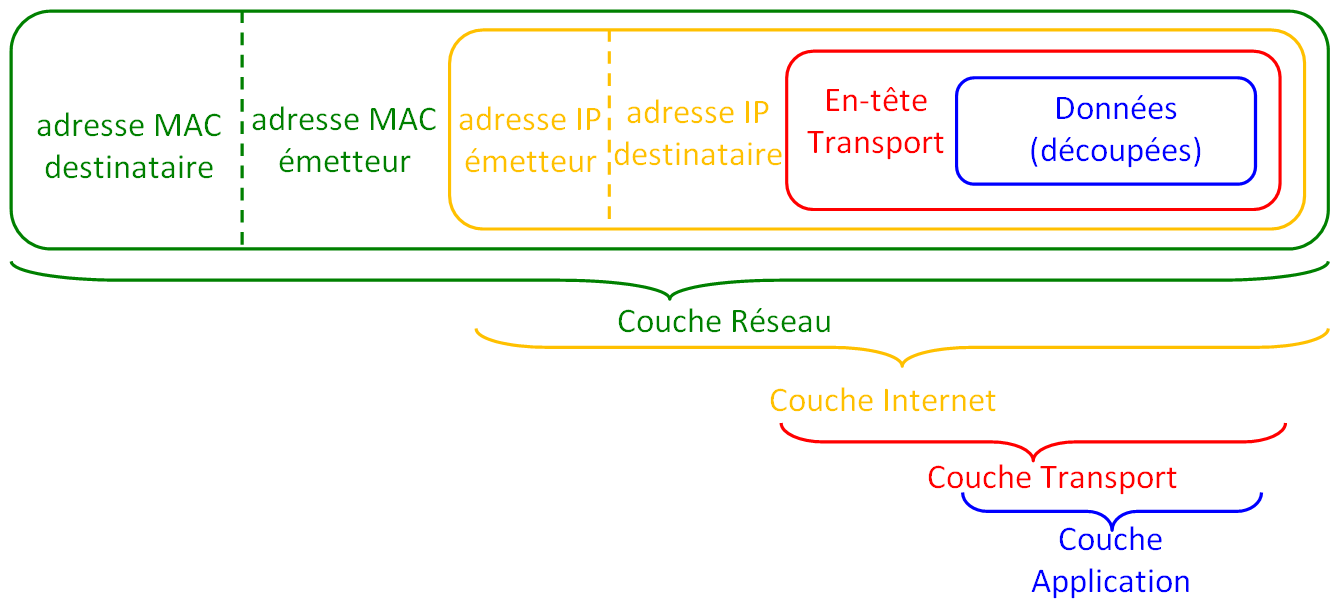 adresse MAC
destinataire
adresse MAC
émetteur
adresse IP
émetteur
adresse IP
destinataire
En-tête
Transport
Données
(découpées)
Couche Réseau
Couche Internet
Couche Transport
Couche
Application